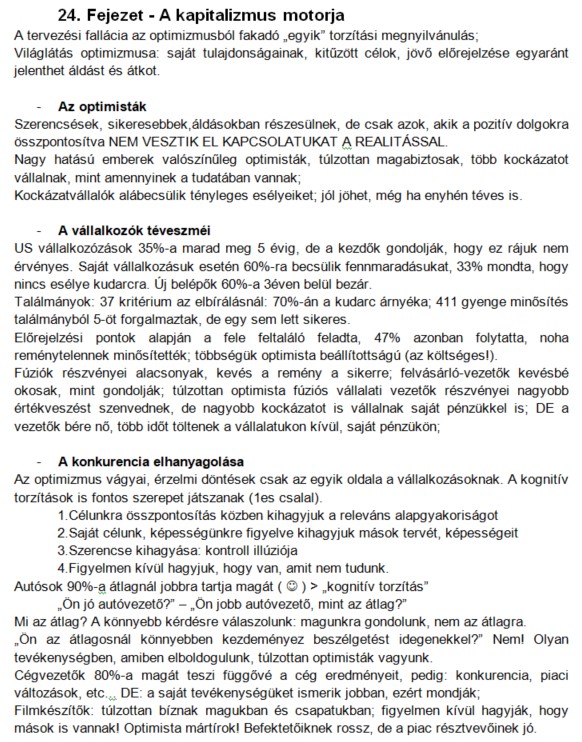 24. Fejezet - A kapitalizmus motorja
A tervezési fallácia az optimizmusból fakadó „egyik" torzítási megnyilvánulás;
Világlátás optimizmusa: saját tulajdonságainak, kitűzött célok, jövő előrejelzése egyaránt
jelenthet áldást és átkot.
- Az optimisták
Szerencsések, sikeresebbek,áldásokban részesülnek, de csak azok, akik a pozitív dolgokra
összpontosítva NEM VESZTIK EL KAPCSOLATUKAT A REALITÁSSAL.
Nagy hatású emberek valószínűleg optimisták, túlzottan magabiztosak, több kockázatot
vállalnak, mint amennyinek a tudatában vannak;
Kockázatvállalók alábecsülik tényleges esélyeiket; jól jöhet, még ha enyhén téves is.
- A vállalkozók téveszméi
US vállalkozózások 35%-a marad meg 5 évig, de a kezdők gondolják, hogy ez rájuk nem
érvényes. Saját vállalkozásuk esetén 60%-ra becsülik fennmaradásukat, 33% mondta, hogy
nincs esélye kudarcra. Új belépők 60%-a 3éven belül bezár.
Találmányok: 37 kritérium az elbírálásnál: 70%-án a kudarc árnyéka; 411 gyenge minősítés
találmányból 5-öt forgalmaztak, de egy sem lett sikeres.
Előrejelzési pontok alapján a fele feltaláló feladta, 47% azonban folytatta, noha
reménytelennek minősítették; többségük optimista beállítottságú (az költséges!).
Fúziók részvényei alacsonyak, kevés a remény a sikerre; felvásárló-vezetők kevésbé
okosak, mint gondolják; túlzottan optimista fúziós vállalati vezetők részvényei nagyobb
értékveszést szenvednek, de nagyobb kockázatot is vállalnak saját pénzükkel is; DE a
vezetők bére nő, több időt töltenek a vállalatukon kívül, saját pénzükön;
- A konkurencia elhanyagolása
Az optimizmus vágyai, érzelmi döntések csak az egyik oldala a vállalkozásoknak. A kognitív
torzítások is fontos szerepet játszanak (1es csalal).
1.Célunkra összpontosítás közben kihagyjuk a releváns alapgyakoriságot
2.Saját célunk, képességünkre figyelve kihagyjuk mások tervét, képességeit
3.Szerencse kihagyása: kontroll illúziója
4.Figyelmen kívül hagyjuk, hogy van, amit nem tudunk.
Autósok 90%-a átlagnál jobbra tartja magát ( ☺ ) > „kognitív torzítás"
„Ön jó autóvezető?" – „Ön jobb autóvezető, mint az átlag?"
Mi az átlag? A könnyebb kérdésre válaszolunk: magunkra gondolunk, nem az átlagra.
„Ön az átlagosnál könnyebben kezdeményez beszélgetést idegenekkel?" Nem! Olyan
tevékenységben, amiben elboldogulunk, túlzottan optimisták vagyunk.
Cégvezetők 80%-a magát teszi függővé a cég eredményeit, pedig: konkurencia, piaci
változások, etc... DE: a saját tevékenységüket ismerik jobban, ezért mondják;
Filmkészítők: túlzottan bíznak magukban és csapatukban; figyelmen kívül hagyják, hogy
mások is vannak! Optimista mártírok! Befektetőiknek rossz, de a piac résztvevőinek jó.